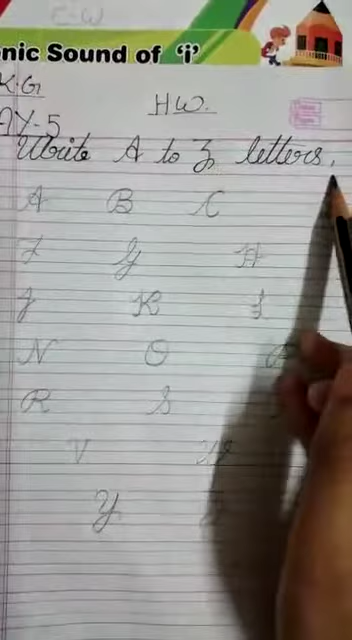 nic Sound of 'i'
K.G
H.W.
AY-5
Write A to Z letters.
A B C
F G H
J K L
N O P
R S
V W
Y Z